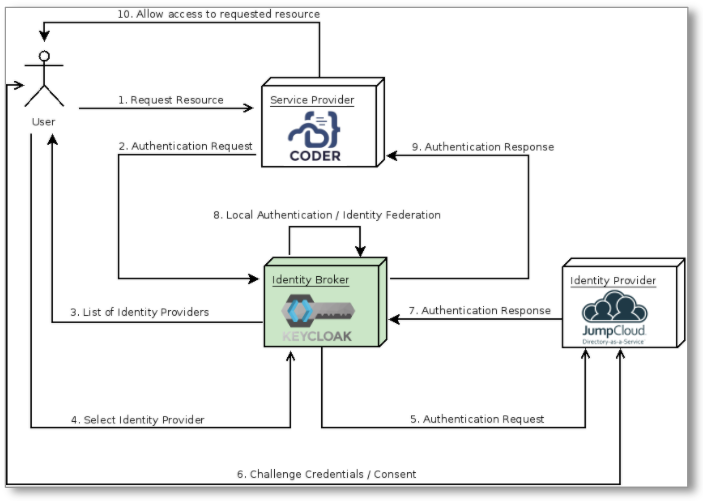 10. Allow access to requested resource
User
1. Request Resource
Service Provider
CODER
2. Authentication Request
9. Authentication Response
8. Local Authentication / Identity Federation
Identity Broker
KEYCLOAK
Identity Provider
JumpCloud
Directory-as-a-Service
3. List of Identity Providers
7. Authentication Response
4. Select Identity Provider
5. Authentication Request
6. Challenge Credentials / Consent